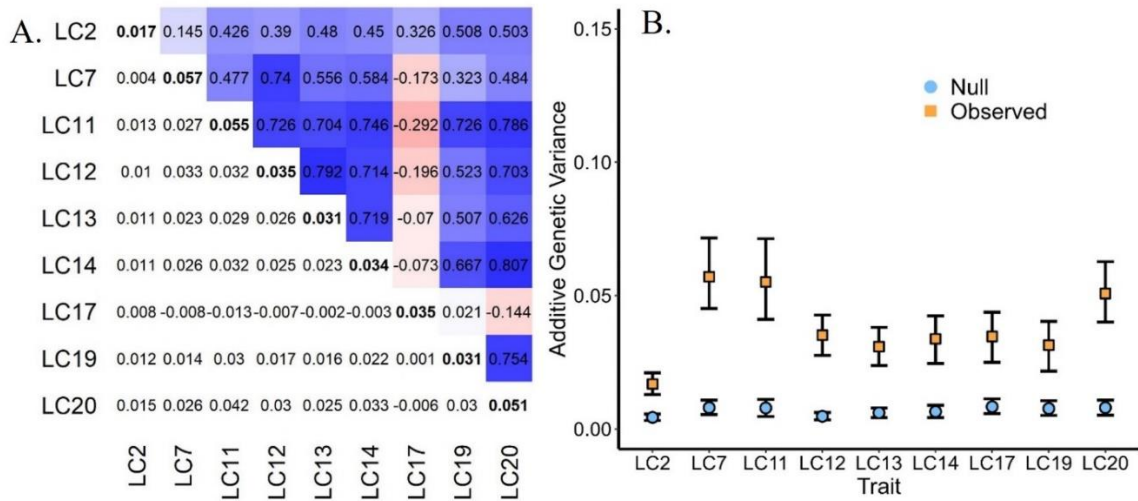 A.
LC2 0.017 0.145 0.426 0.39 0.48 0.45 0.326 0.508 0.503
LC7 0.004 0.057 0.477 0.74 0.556 0.584 -0.173 0.323 0.484
LC11 0.013 0.027 0.055 0.726 0.704 0.746 -0.292 0.726 0.786
LC12 0.01 0.033 0.032 0.035 0.792 0.714 -0.196 0.523 0.703
LC13 0.011 0.023 0.029 0.026 0.031 0.719 -0.07 0.507 0.626
LC14 0.011 0.026 0.032 0.025 0.023 0.034 -0.073 0.667 0.807
LC17 0.008 -0.008 -0.013 -0.007 -0.002 -0.003 0.035 0.021 -0.144
LC19 0.012 0.014 0.03 0.017 0.016 0.022 0.001 0.031 0.754
LC20 0.015 0.026 0.042 0.03 0.025 0.033 -0.006 0.03 0.051
LC2 LC7 LC11 LC12 LC13 LC14 LC17 LC19 LC20
B.
Null
Observed
Additive Genetic Variance
0.15
0.10
0.05
0.00
LC2 LC7 LC11 LC12 LC13 LC14 LC17 LC19 LC20
Trait